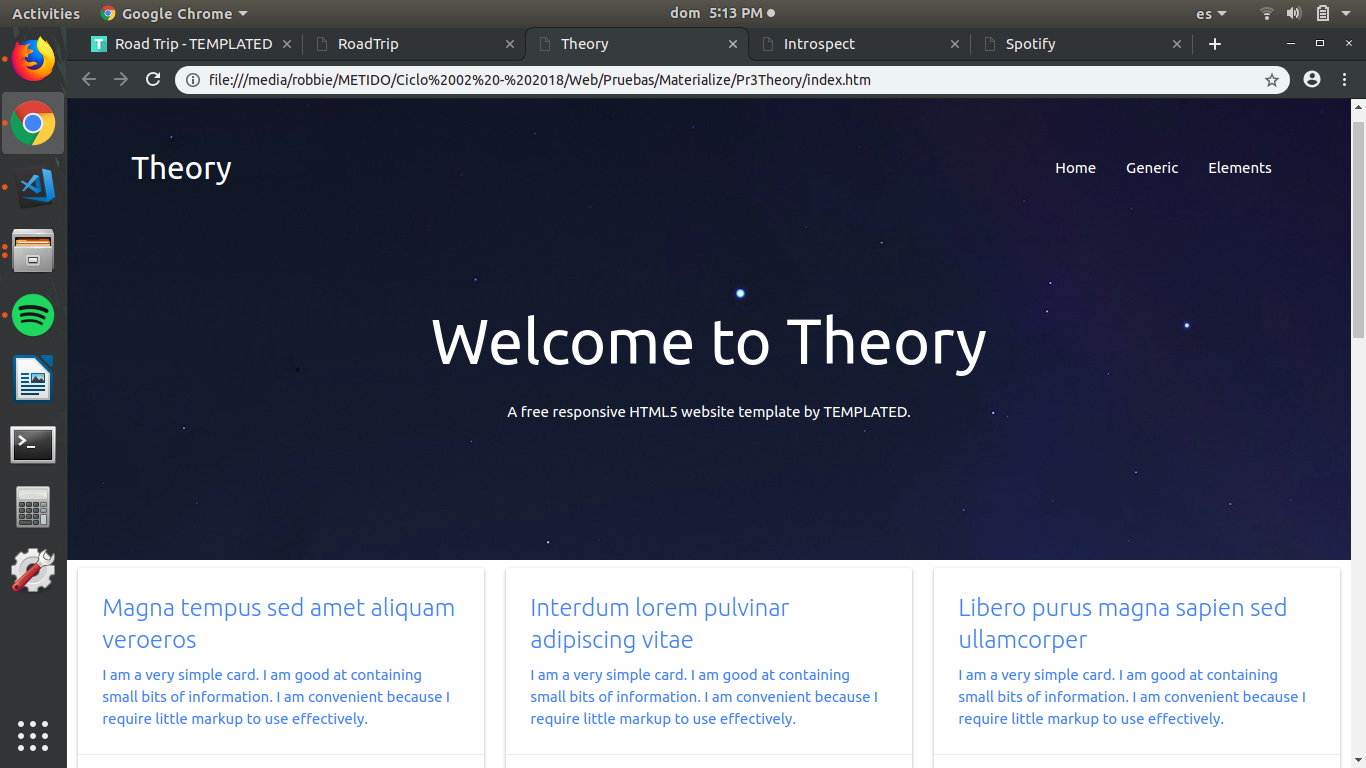 Activities Google Chrome dom 5:13 PM es
Road Trip - TEMPLATED RoadTrip Theory Introspect Spotify
file:///media/robbie/METIDO/Ciclo%2002%20-%202018/Web/Pruebas/Materialize/Pr3Theory/index.htm
Theory Home Generic Elements
Welcome to Theory
A free responsive HTML5 website template by TEMPLATED.
Magna tempus sed amet aliquam
veroeros
I am a very simple card. I am good at containing
small bits of information. I am convenient because I
require little markup to use effectively.
Interdum lorem pulvinar
adipiscing vitae
I am a very simple card. I am good at containing
small bits of information. I am convenient because I
require little markup to use effectively.
Libero purus magna sapien sed
ullamcorper
I am a very simple card. I am good at containing
small bits of information. I am convenient because I
require little markup to use effectively.